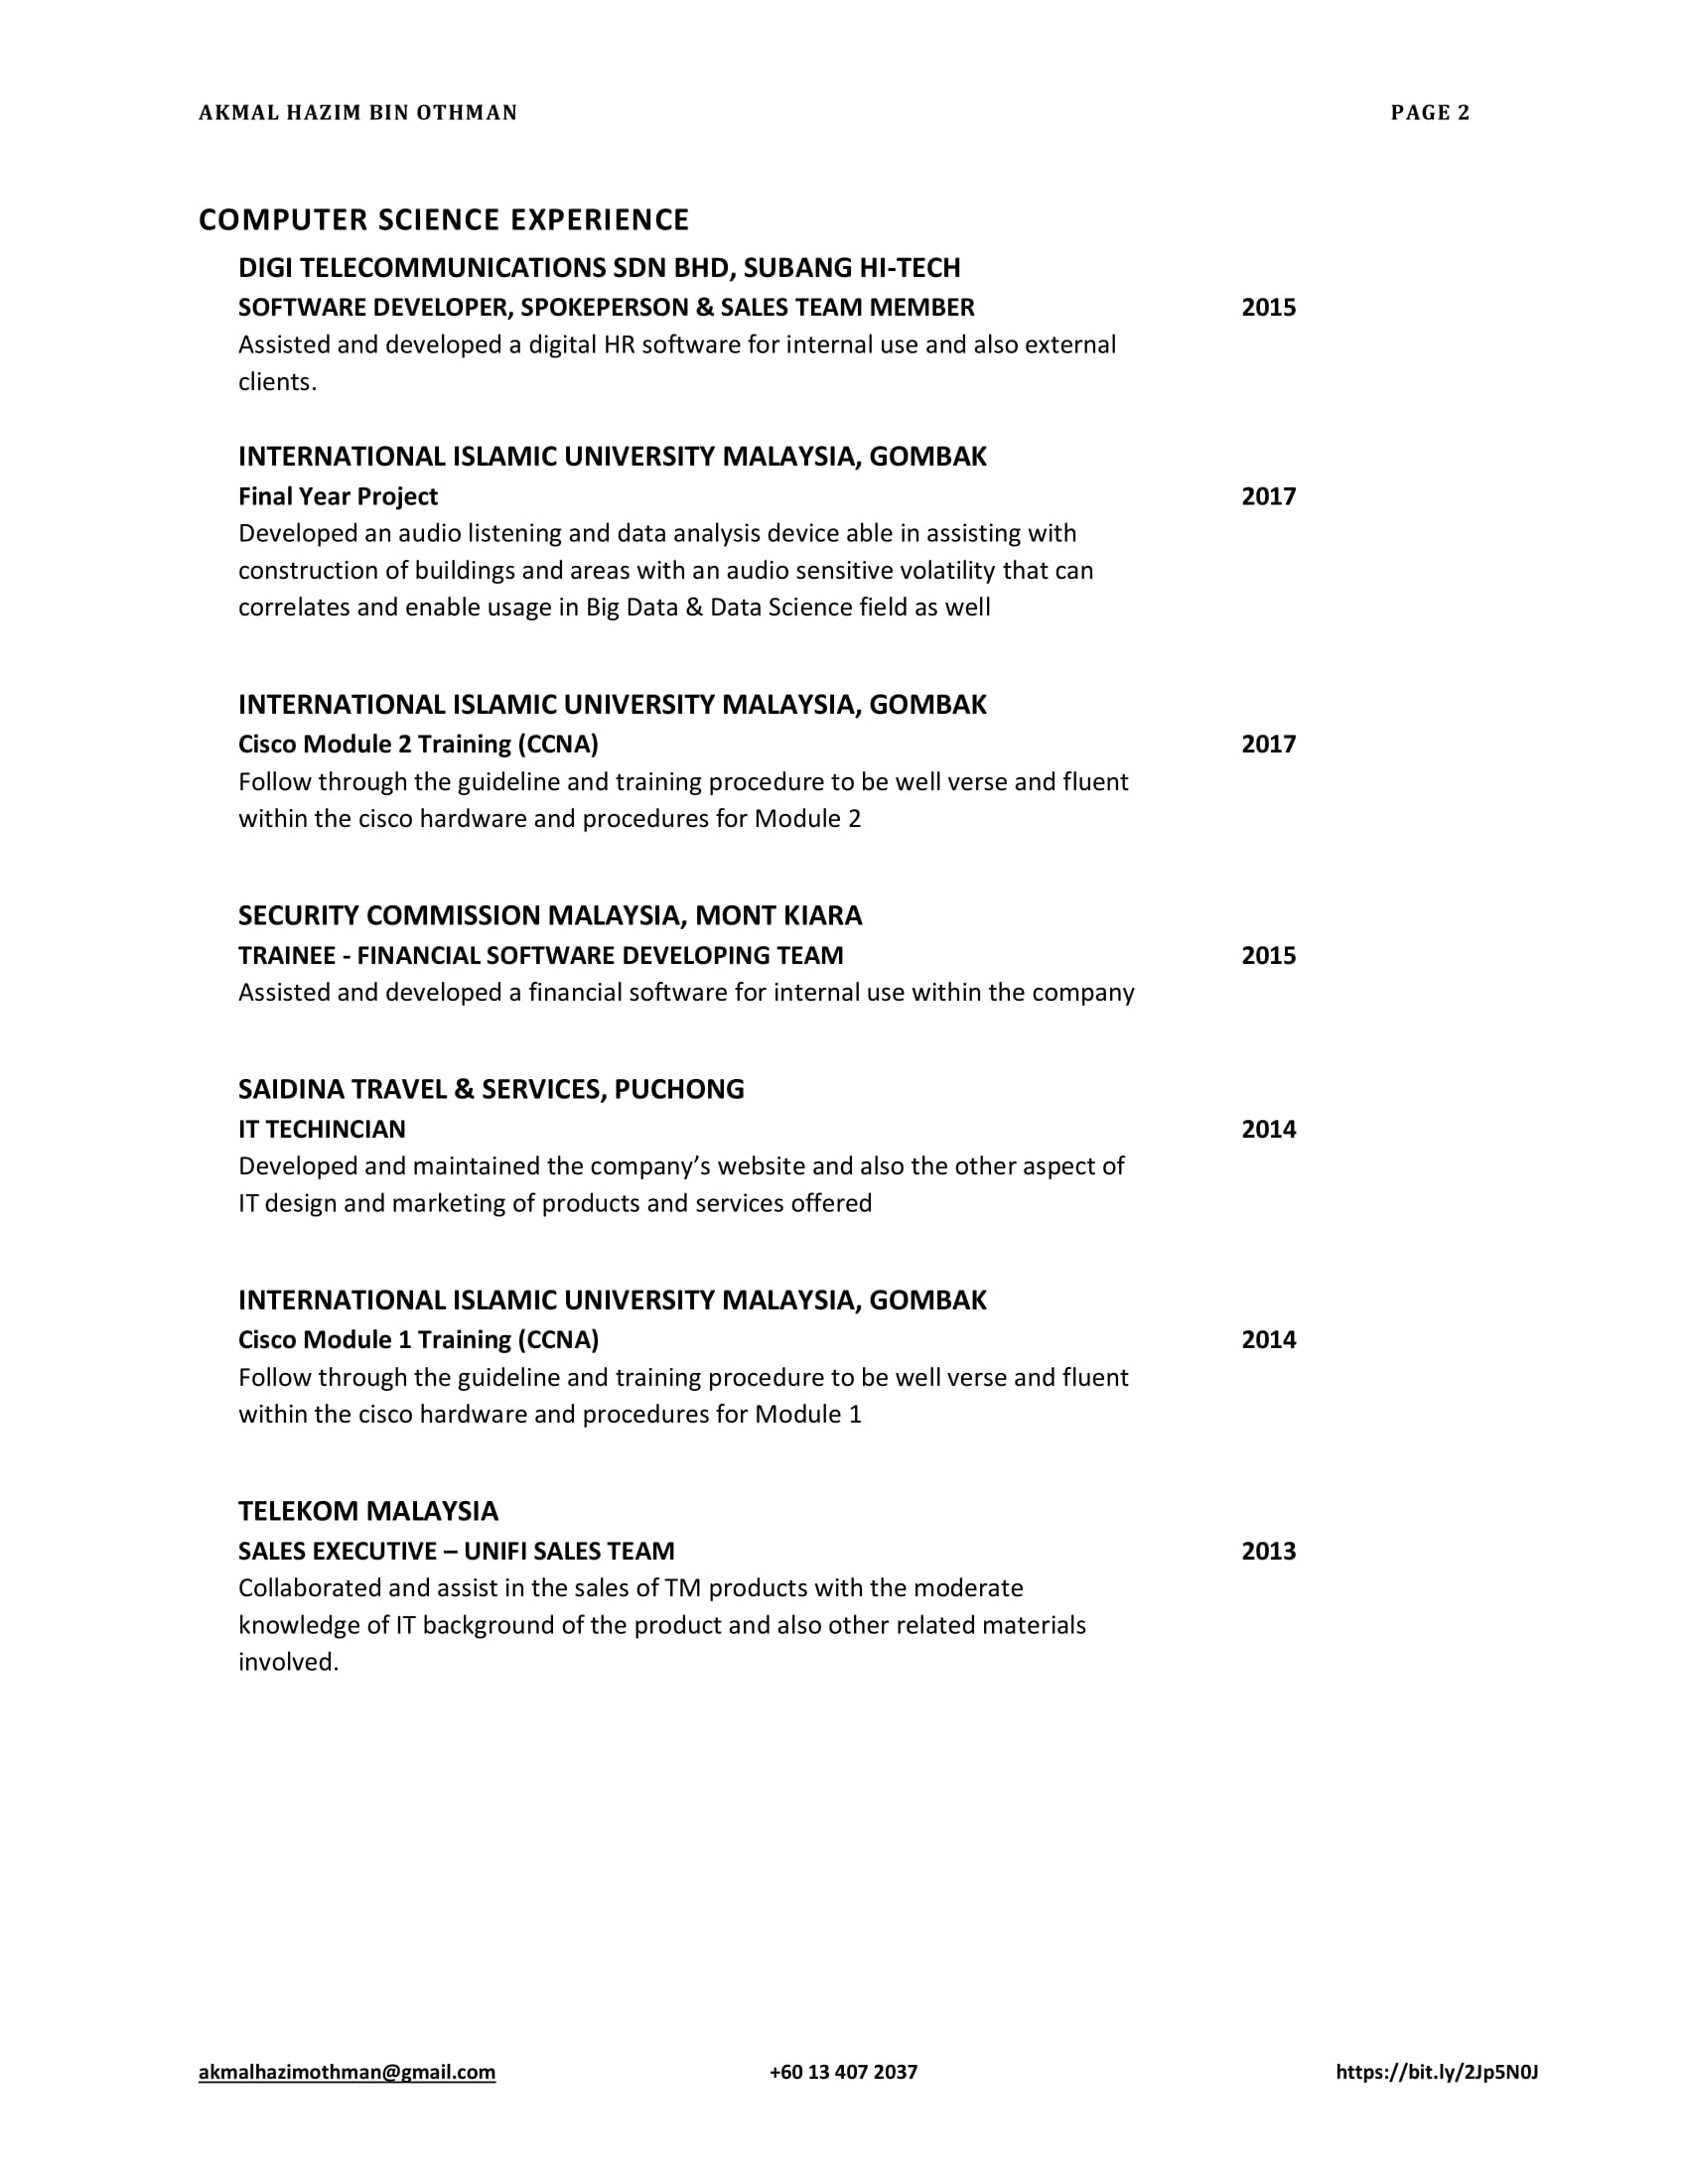 AKMAL HAZIM BIN OTHMAN PAGE 2
COMPUTER SCIENCE EXPERIENCE
DIGI TELECOMMUNICATIONS SDN BHD, SUBANG HI-TECH
SOFTWARE DEVELOPER, SPOKEPERSON & SALES TEAM MEMBER 2015
Assisted and developed a digital HR software for internal use and also external
clients.
INTERNATIONAL ISLAMIC UNIVERSITY MALAYSIA, GOMBAK
Final Year Project 2017
Developed an audio listening and data analysis device able in assisting with
construction of buildings and areas with an audio sensitive volatility that can
correlates and enable usage in Big Data & Data Science field as well
INTERNATIONAL ISLAMIC UNIVERSITY MALAYSIA, GOMBAK
Cisco Module 2 Training (CCNA) 2017
Follow through the guideline and training procedure to be well verse and fluent
within the cisco hardware and procedures for Module 2
SECURITY COMMISSION MALAYSIA, MONT KIARA
TRAINEE - FINANCIAL SOFTWARE DEVELOPING TEAM 2015
Assisted and developed a financial software for internal use within the company
SAIDINA TRAVEL & SERVICES, PUCHONG
IT TECHINCIAN 2014
Developed and maintained the company’s website and also the other aspect of
IT design and marketing of products and services offered
INTERNATIONAL ISLAMIC UNIVERSITY MALAYSIA, GOMBAK
Cisco Module 1 Training (CCNA) 2014
Follow through the guideline and training procedure to be well verse and fluent
within the cisco hardware and procedures for Module 1
TELEKOM MALAYSIA
SALES EXECUTIVE – UNIFI SALES TEAM 2013
Collaborated and assist in the sales of TM products with the moderate
knowledge of IT background of the product and also other related materials
involved.
akmalhazimothman@gmail.com +60 13 407 2037 https://bit.ly/2Jp5N0J